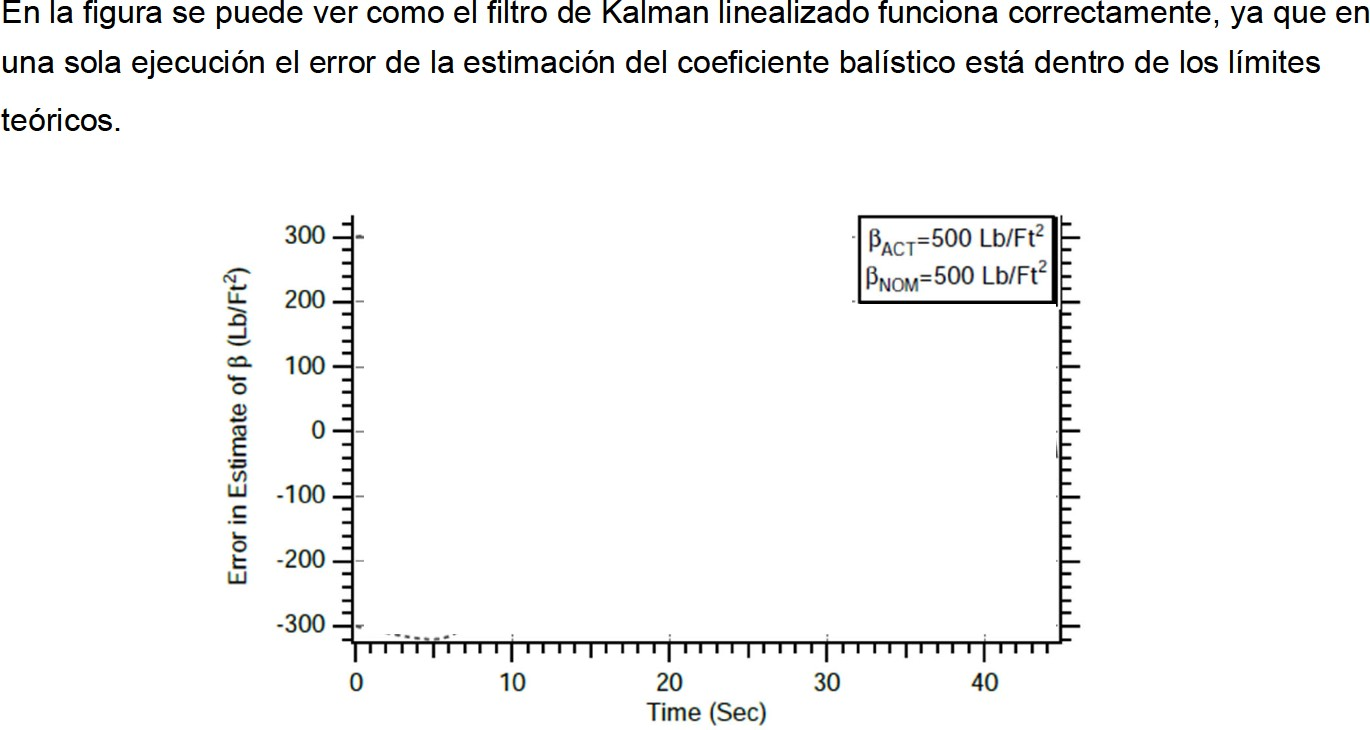 En la figura se puede ver como el filtro de Kalman linealizado funciona correctamente, ya que en
una sola ejecución el error de la estimación del coeficiente balístico está dentro de los límites
teóricos.
300
200
100
0
-100
-200
-300
Error in Estimate of β (Lb/Ft²)
β_ACT=500 Lb/Ft²
β_NOM=500 Lb/Ft²
0 10 20 30 40
Time (Sec)